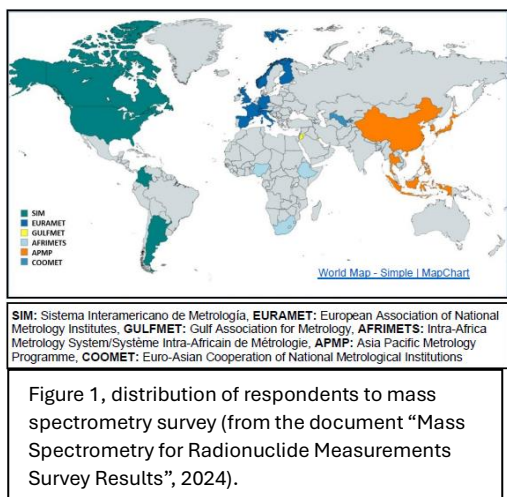 SIM
EURAMET
GULFMET
AFRIMETS
APMP
COOMET
World Map - Simple | MapChart
SIM: Sistema Interamericano de Metrología, EURAMET: European Association of National
Metrology Institutes, GULFMET: Gulf Association for Metrology, AFRIMETS: Intra-Africa
Metrology System/Système Intra-Africain de Métrologie, APMP: Asia Pacific Metrology
Programme, COOMET: Euro-Asian Cooperation of National Metrological Institutions
Figure 1, distribution of respondents to mass
spectrometry survey (from the document “Mass
Spectrometry for Radionuclide Measurements
Survey Results”, 2024).